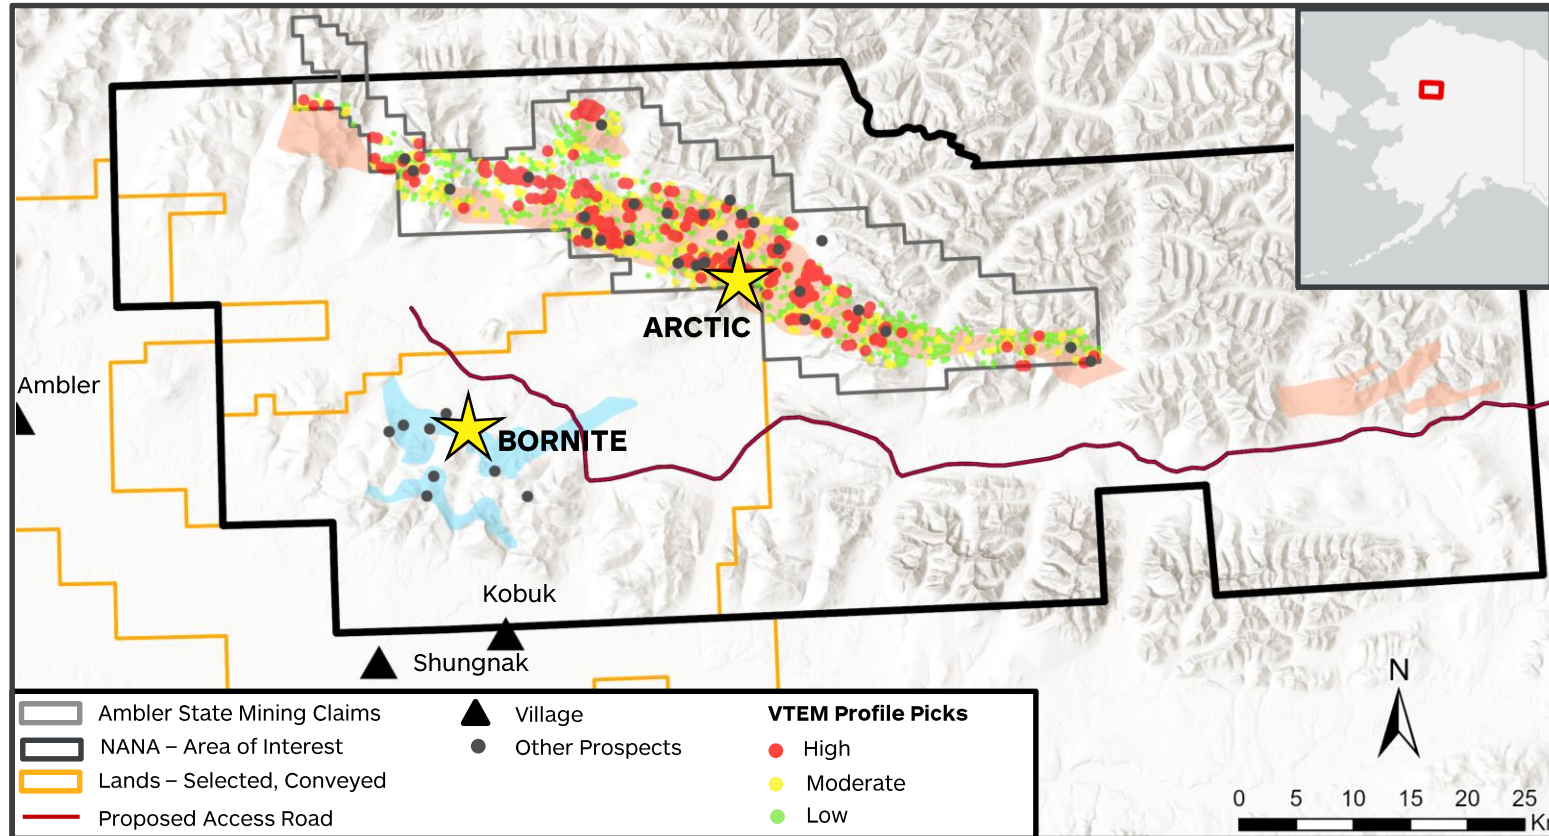 ARCTIC
Ambler
BORNITE
Kobuk
Shungnak
N
Ambler State Mining Claims
NANA – Area of Interest
Lands – Selected, Conveyed
Proposed Access Road
Village
Other Prospects
VTEM Profile Picks
High
Moderate
Low
0 5 10 15 20 25